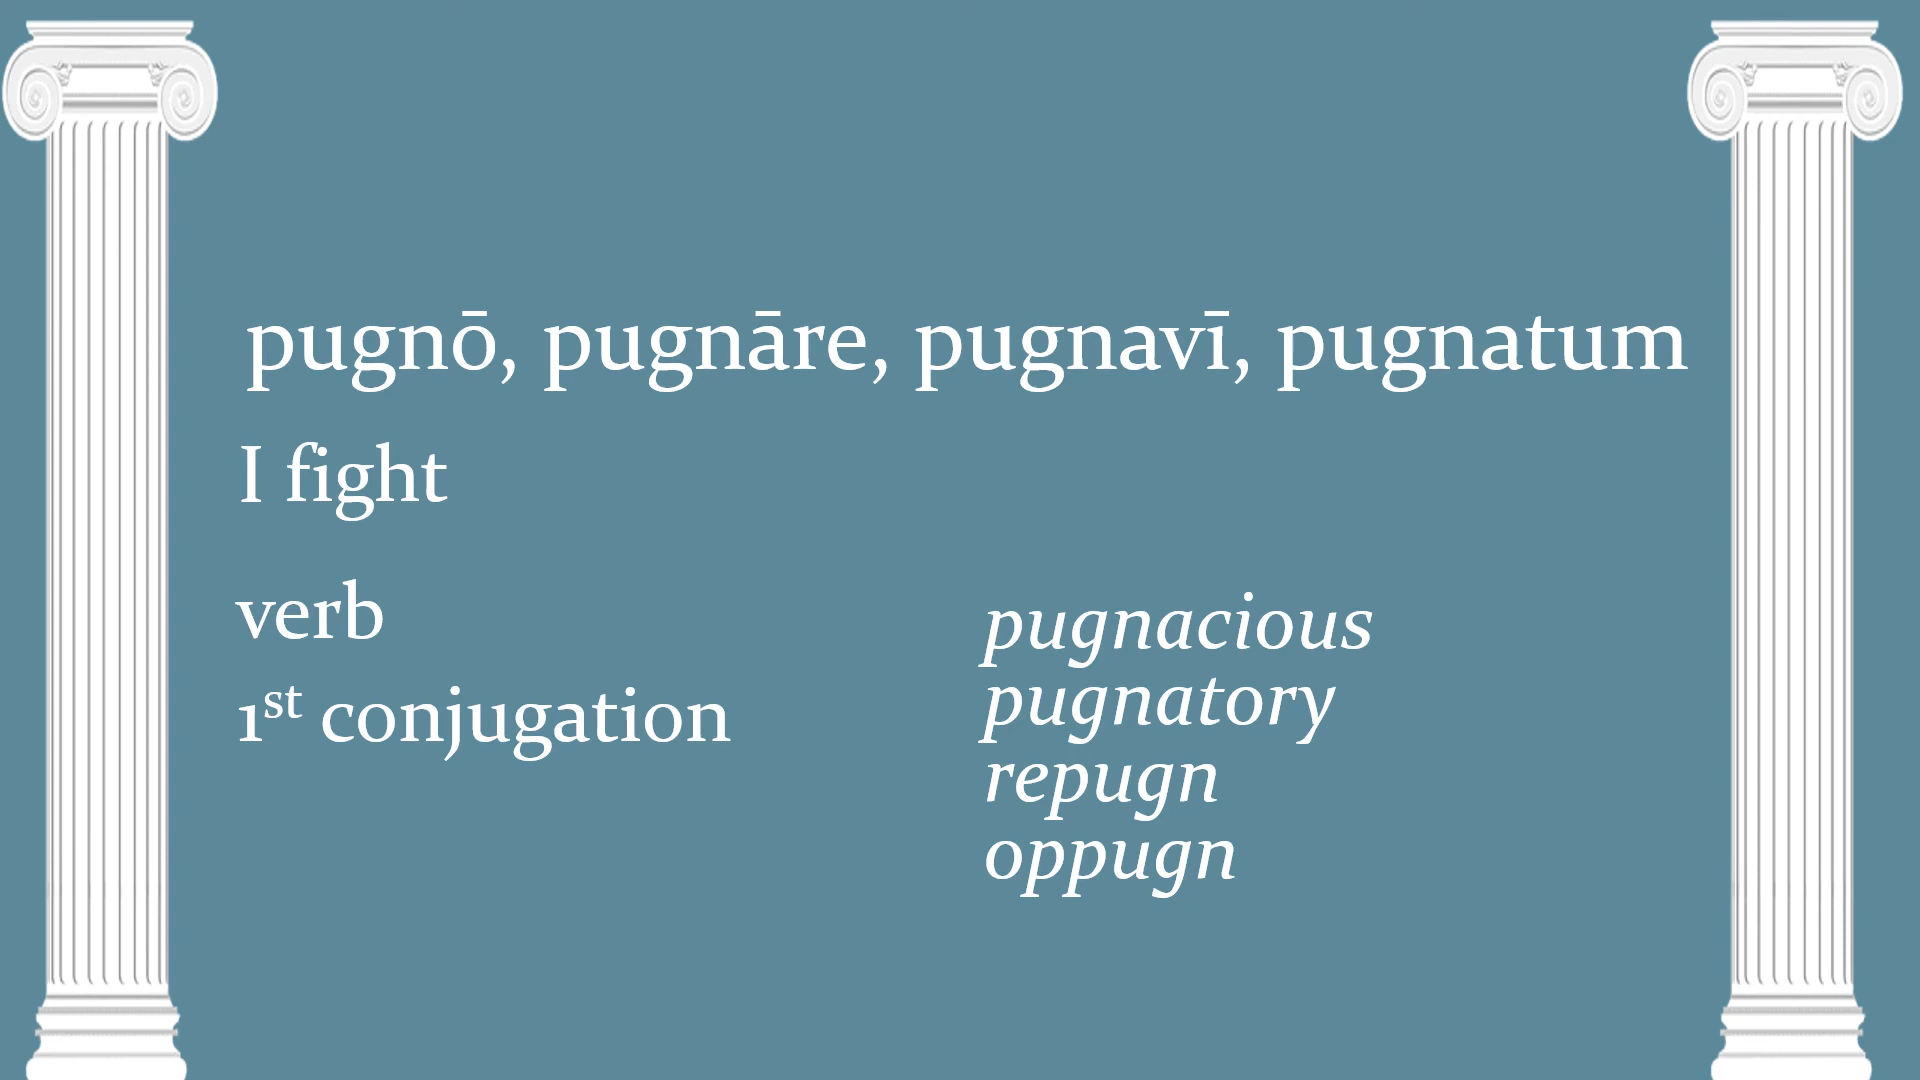 pugnō, pugnāre, pugnavī, pugnatum
I fight
verb
1st conjugation
pugnacious
pugnatory
repugn
oppugn